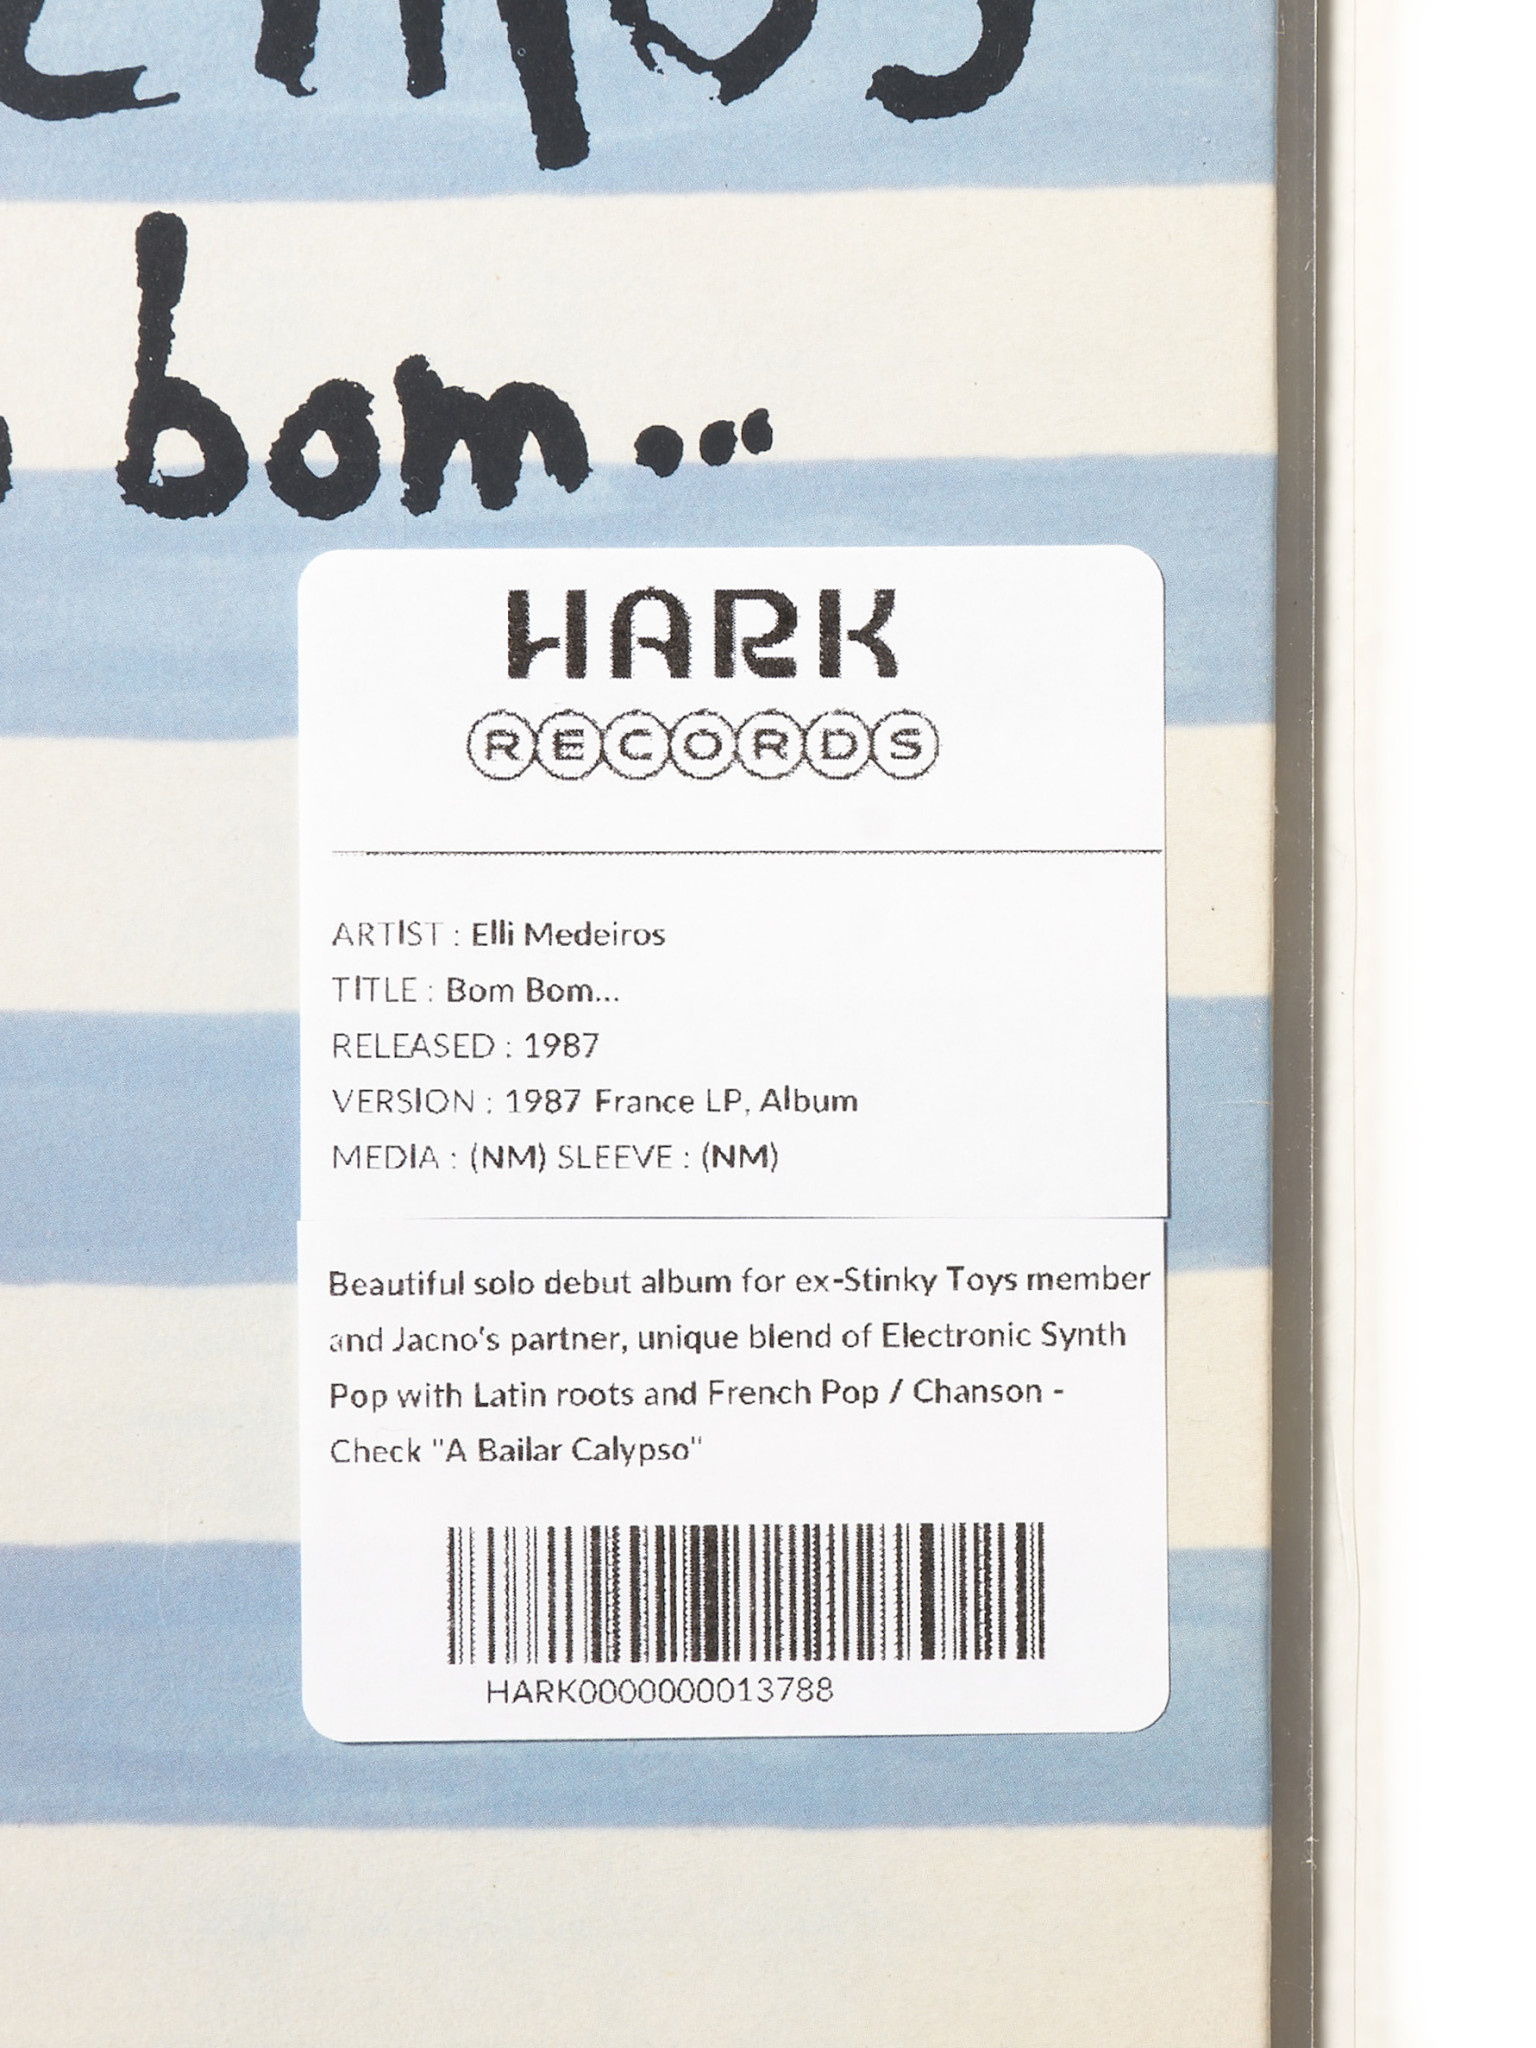 bom...
HARK
RECORDS
ARTIST : Elli Medeiros
TITLE : Bom Bom...
RELEASED : 1987
VERSION : 1987 France LP, Album
MEDIA : (NM) SLEEVE : (NM)
Beautiful solo debut album for ex-Stinky Toys member
and Jacno's partner, unique blend of Electronic Synth
Pop with Latin roots and French Pop / Chanson -
Check "A Bailar Calypso"
HARK0000000013788